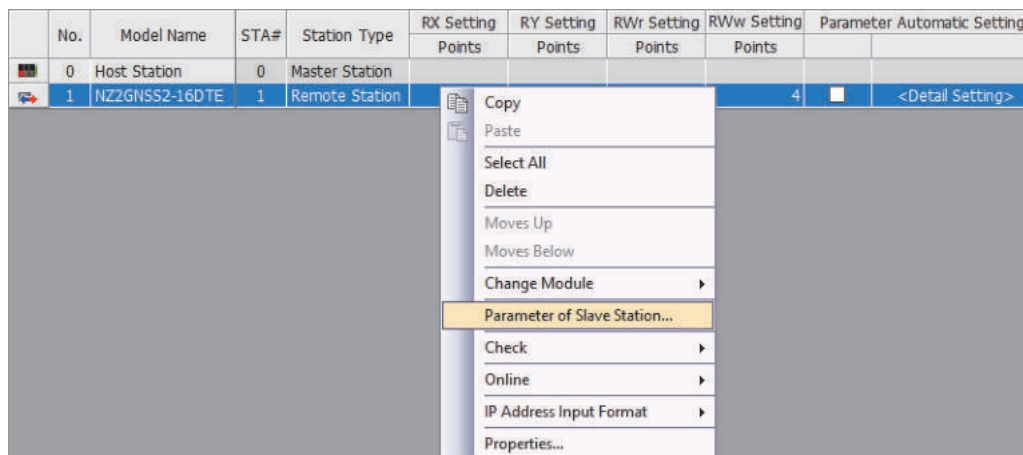 No. Model Name STA# Station Type RX Setting RY Setting RWr Setting RWw Setting Parameter Automatic Setting
Points Points Points Points
0 Host Station 0 Master Station
1 NZ2GNSS2-16DTE 1 Remote Station 4 <Detail Setting>
Copy
Paste
Select All
Delete
Moves Up
Moves Below
Change Module
Parameter of Slave Station...
Check
Online
IP Address Input Format
Properties...